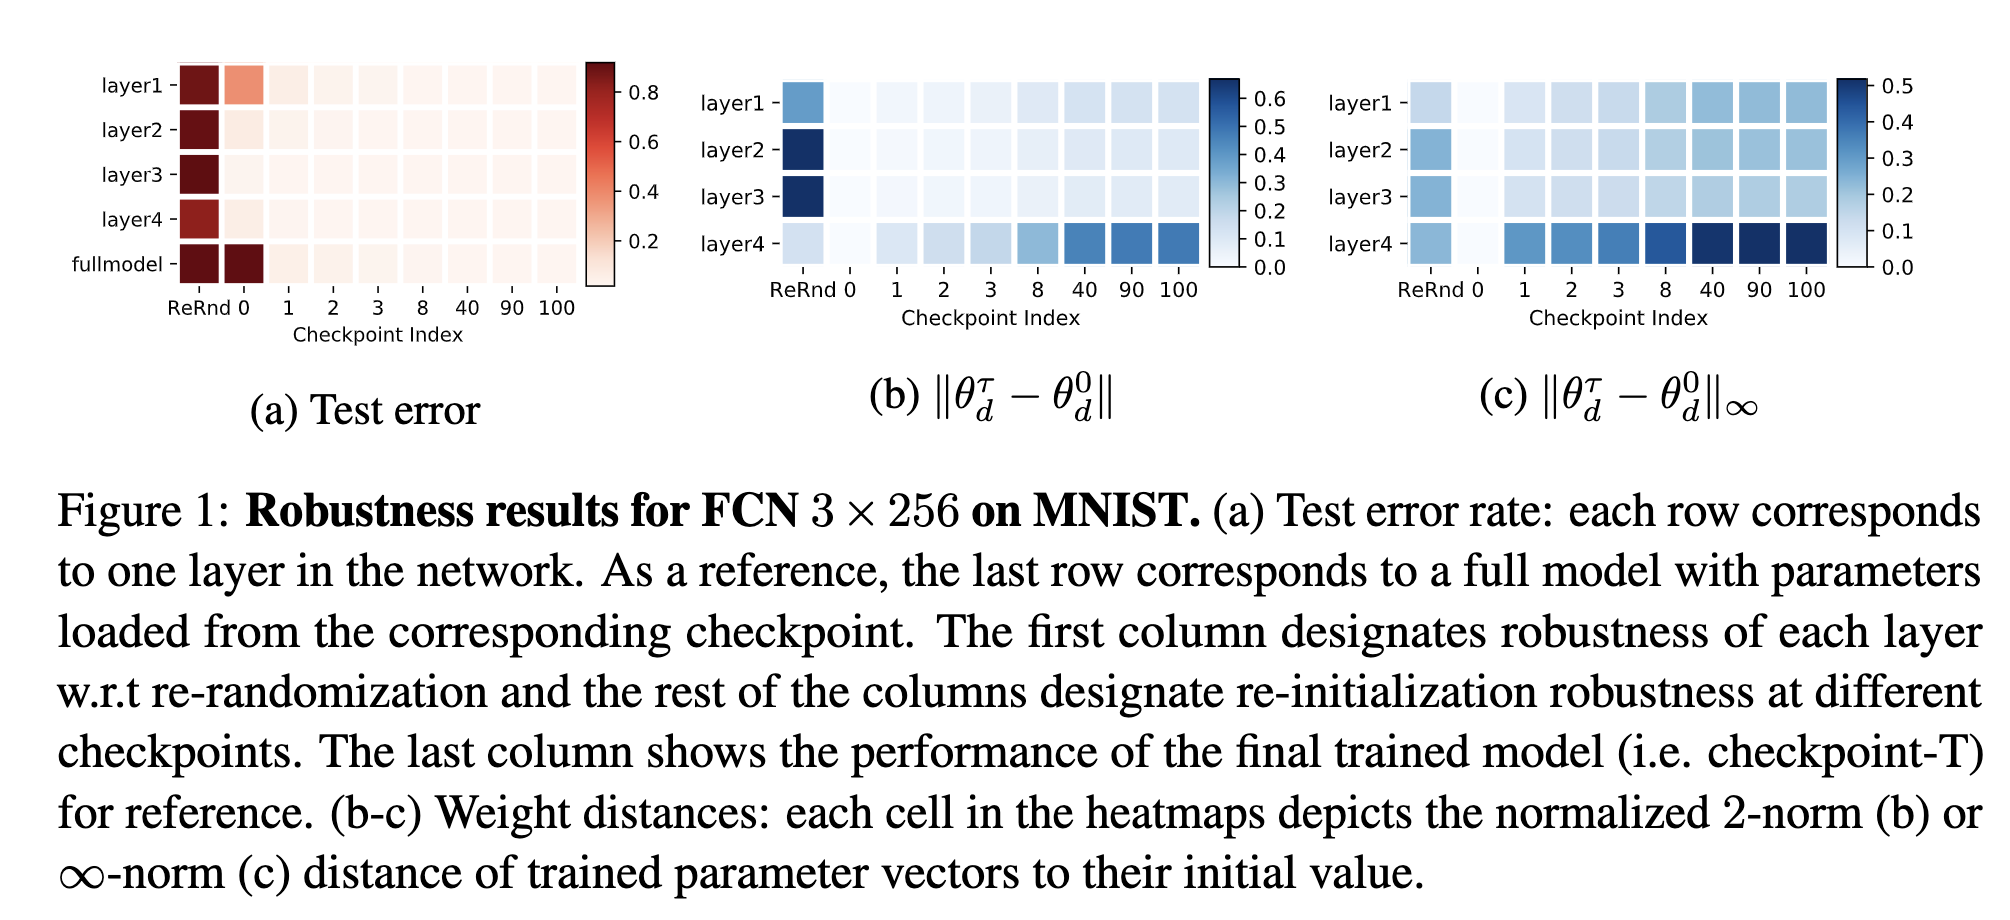 layer1
layer2
layer3
layer4
fullmodel
ReRnd 0 1 2 3 8 40 90 100
Checkpoint Index
0.8
0.6
0.4
0.2
(a) Test error
layer1
layer2
layer3
layer4
ReRnd 0 1 2 3 8 40 90 100
Checkpoint Index
0.6
0.5
0.4
0.3
0.2
0.1
0.0
(b) ‖θ_d^τ − θ_d^0‖
layer1
layer2
layer3
layer4
ReRnd 0 1 2 3 8 40 90 100
Checkpoint Index
0.5
0.4
0.3
0.2
0.1
0.0
(c) ‖θ_d^τ − θ_d^0‖_∞
Figure 1: Robustness results for FCN 3 × 256 on MNIST. (a) Test error rate: each row corresponds
to one layer in the network. As a reference, the last row corresponds to a full model with parameters
loaded from the corresponding checkpoint. The first column designates robustness of each layer
w.r.t re-randomization and the rest of the columns designate re-initialization robustness at different
checkpoints. The last column shows the performance of the final trained model (i.e. checkpoint-T)
for reference. (b-c) Weight distances: each cell in the heatmaps depicts the normalized 2-norm (b) or
∞-norm (c) distance of trained parameter vectors to their initial value.